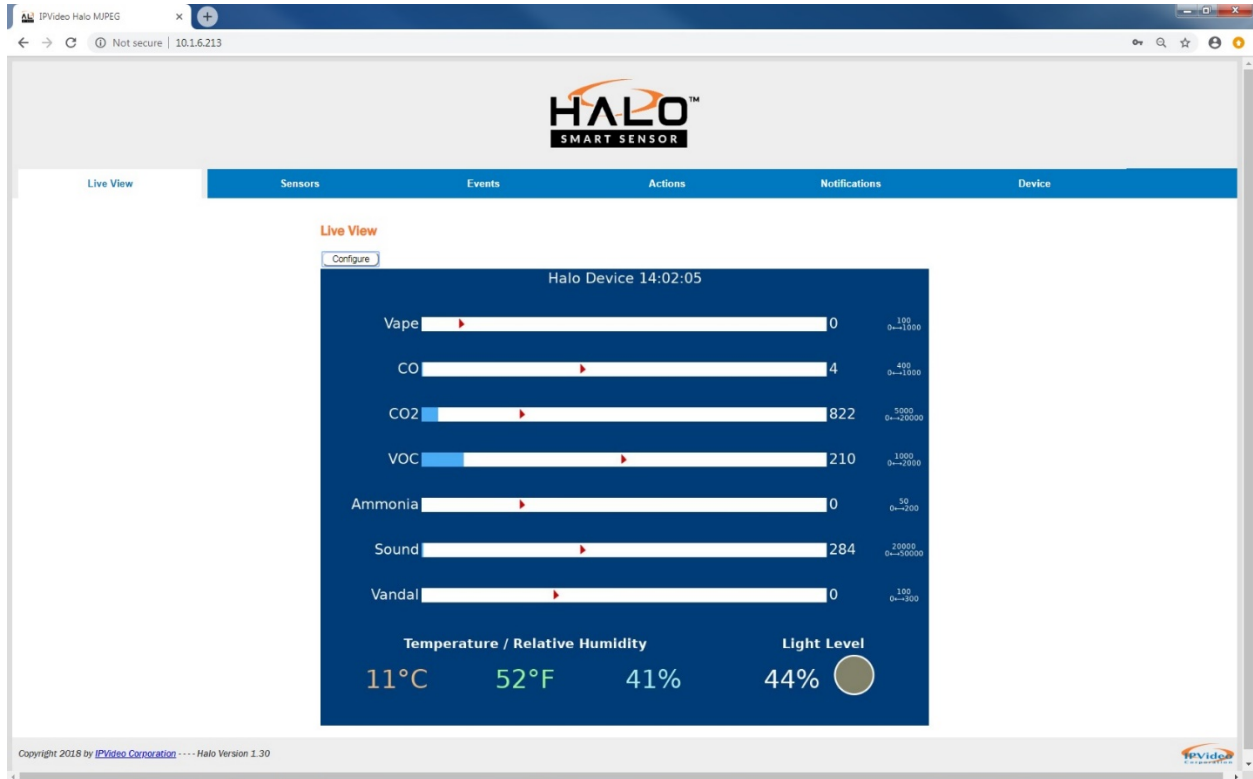 IPVideo Halo MJPEG
Not secure | 10.1.6.213
HALO™
SMART SENSOR
Live View Sensors Events Actions Notifications Device
Live View
Configure
Halo Device 14:02:05
Vape 0 100
0←→1000
CO 4 400
0←→1000
CO2 822 5000
0←→20000
VOC 210 1000
0←→2000
Ammonia 0 50
0←→200
Sound 284 20000
0←→50000
Vandal 0 100
0←→300
Temperature / Relative Humidity Light Level
11°C 52°F 41% 44%
Copyright 2018 by IPVideo Corporation - - - - Halo Version 1.30
IPVideo
Corporation